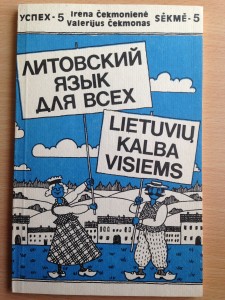 УСПЕХ - 5
Irena Čekmonienė
Valerijus Čekmonas
SĖKMĖ - 5
ЛИТОВСКИЙ
ЯЗЫК
ДЛЯ ВСЕХ
LIETUVIŲ
KALBA
VISIEMS